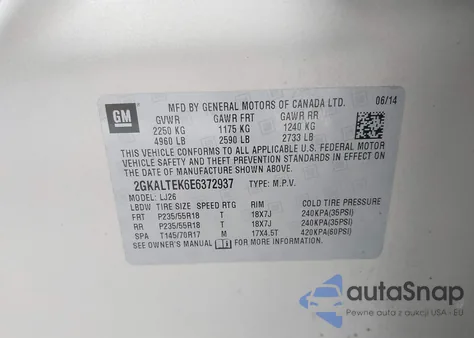 GM
MFD BY GENERAL MOTORS OF CANADA LTD. 06/14
GVWR GAWR FRT GAWR RR
2250 KG 1175 KG 1240 KG
4960 LB 2590 LB 2733 LB
THIS VEHICLE CONFORMS TO ALL APPLICABLE U.S. FEDERAL MOTOR
VEHICLE SAFETY AND THEFT PREVENTION STANDARDS IN EFFECT ON
THE DATE OF MANUFACTURE SHOWN ABOVE.
2GKALTEK6E6372937 TYPE: M.P.V.
MODEL: LJ26
LBDW TIRE SIZE SPEED RTG RIM COLD TIRE PRESSURE
FRT P235/55R18 T 18X7J 240KPA(35PSI)
RR P235/55R18 T 18X7J 240KPA(35PSI)
SPA T145/70R17 M 17X4.5T 420KPA(60PSI)
SEE OWNER'S MANUAL FOR MORE INFORMATION.
autaSnap
Pewne auta z aukcji USA - EU